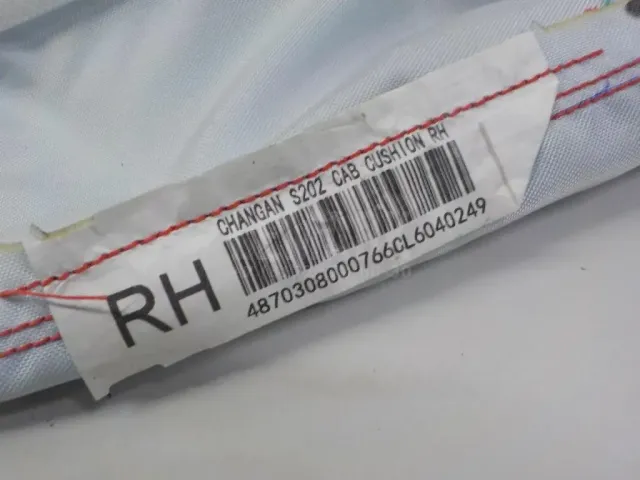 CHANGAN S202 CAB CUSHION RH
RH
4870308000766CL6040249